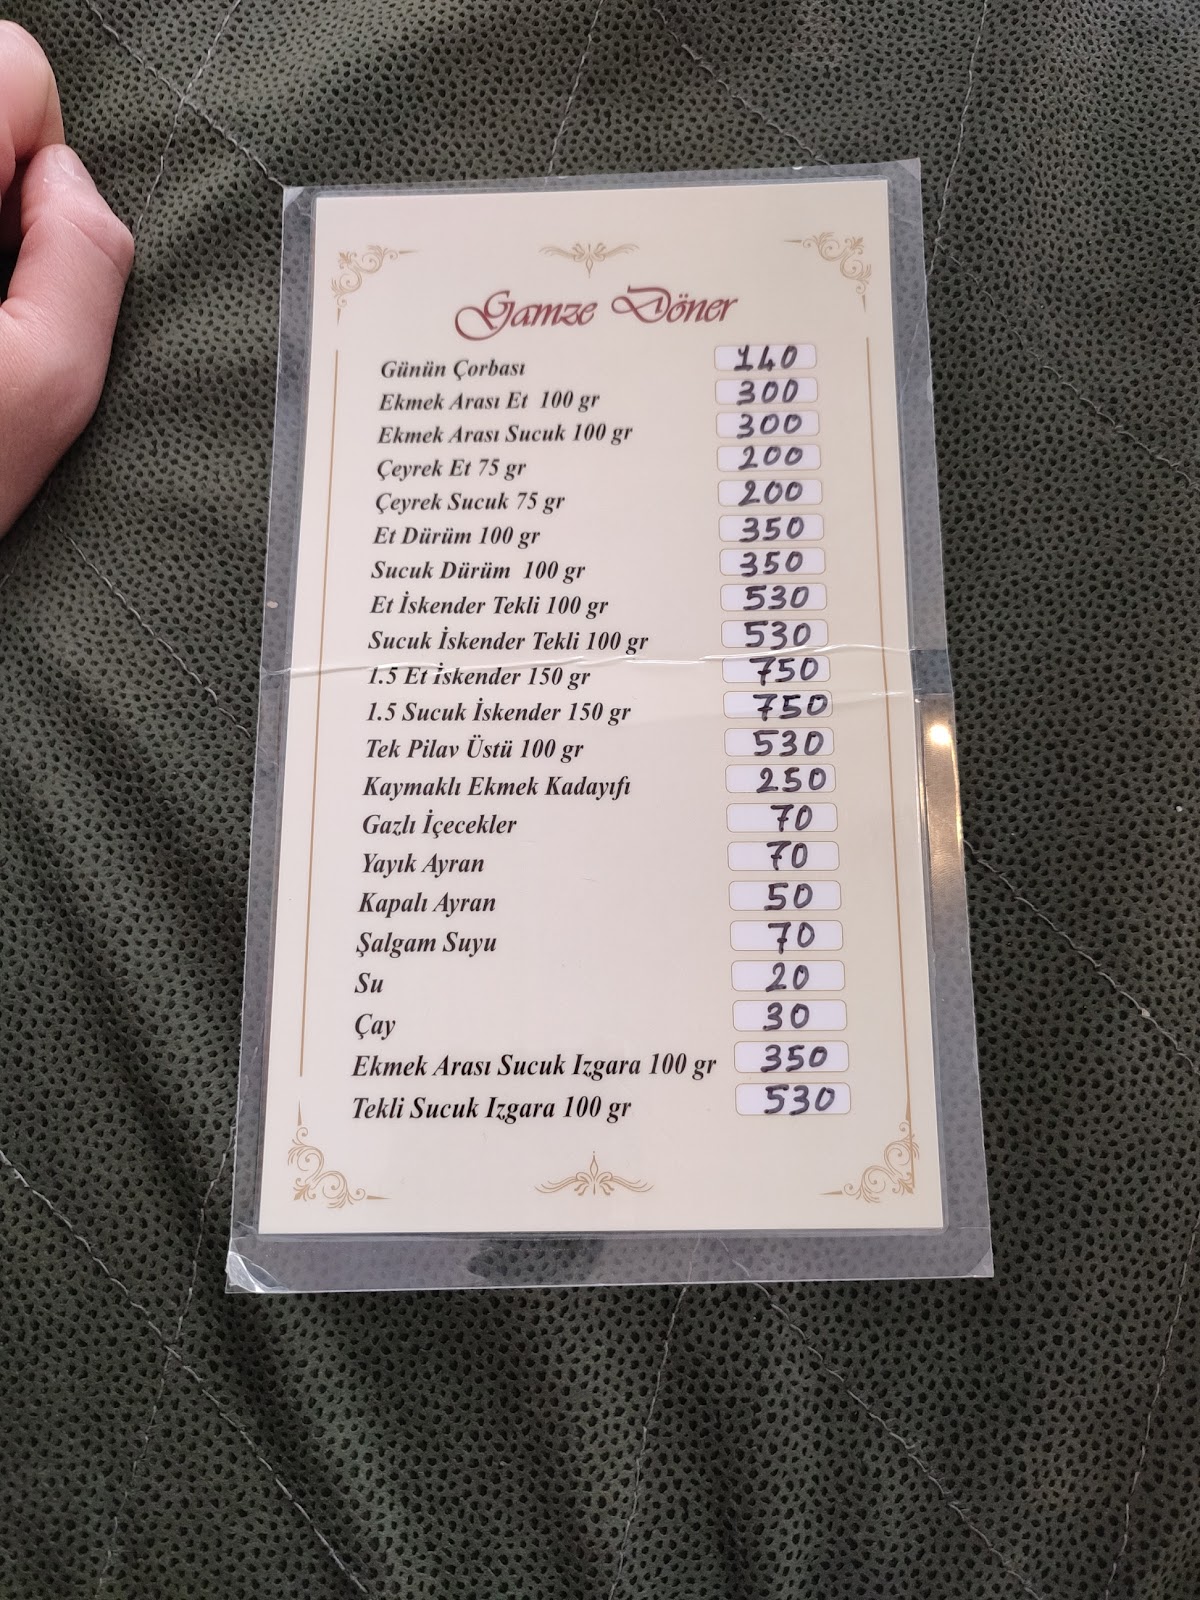 Gamze Döner
Günün Çorbası 140
Ekmek Arası Et 100 gr 300
Ekmek Arası Sucuk 100 gr 300
Çeyrek Et 75 gr 200
Çeyrek Sucuk 75 gr 200
Et Dürüm 100 gr 350
Sucuk Dürüm 100 gr 350
Et İskender Tekli 100 gr 530
Sucuk İskender Tekli 100 gr 530
1.5 Et İskender 150 gr 750
1.5 Sucuk İskender 150 gr 750
Tek Pilav Üstü 100 gr 530
Kaymaklı Ekmek Kadayıfı 250
Gazlı İçecekler 70
Yayık Ayran 70
Kapalı Ayran 50
Şalgam Suyu 70
Su 20
Çay 30
Ekmek Arası Sucuk Izgara 100 gr 350
Tekli Sucuk Izgara 100 gr 530